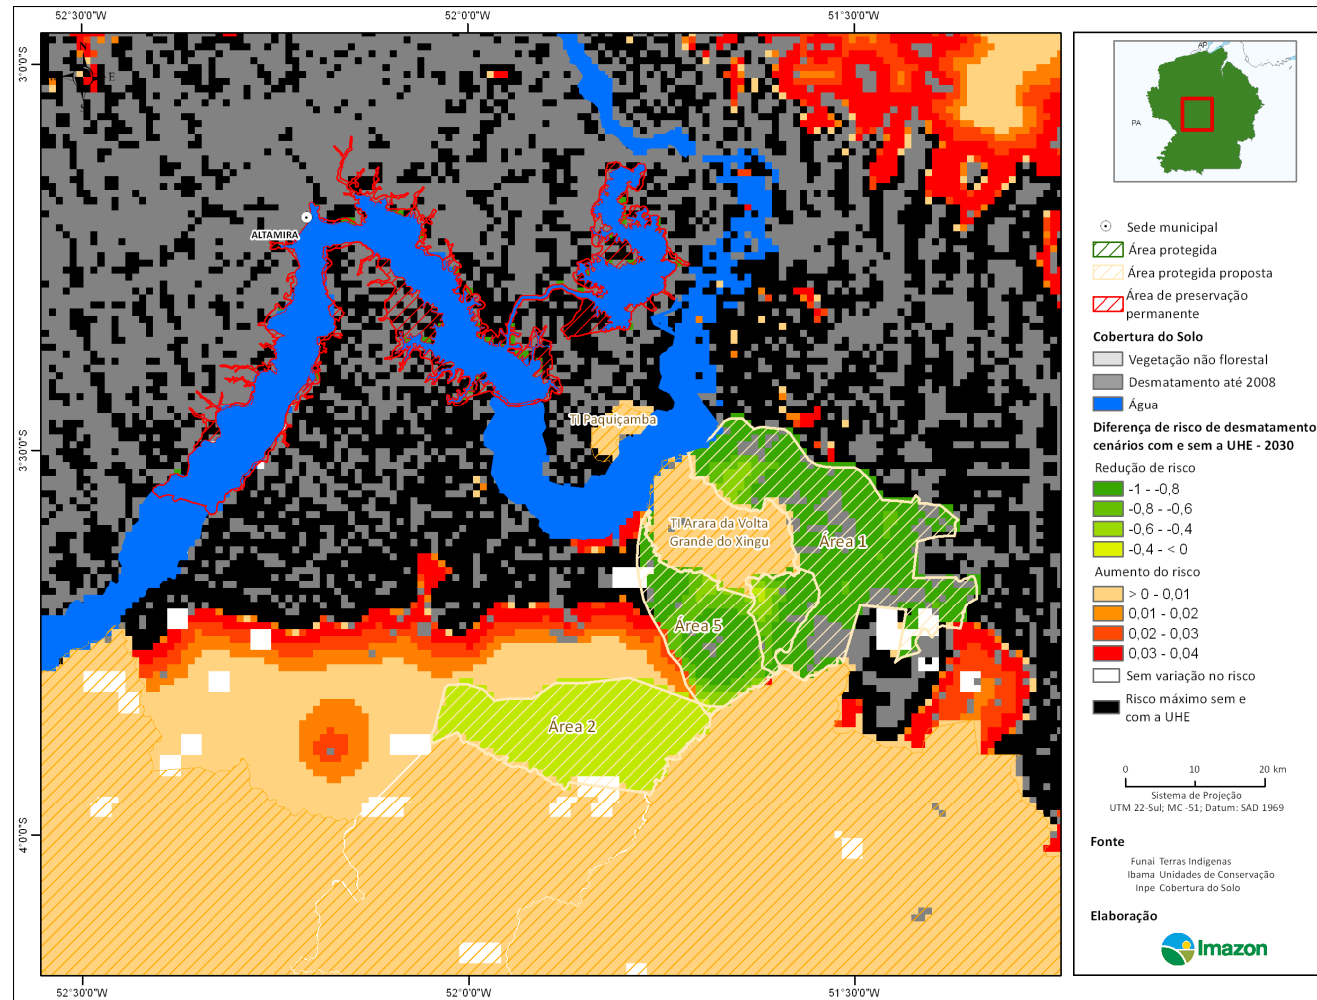 52°30'0"W
52°0'0"W
51°30'0"W
3°0'0"S
3°30'0"S
4°0'0"S
E
S
ALTAMIRA
TI Paquiçamba
TI Arara da Volta
Grande do Xingu
Área 1
Área 5
Área 2
52°30'0"W
52°0'0"W
51°30'0"W
AP
PA
Sede municipal
Área protegida
Área protegida proposta
Área de preservação
permanente
Cobertura do Solo
Vegetação não florestal
Desmatamento até 2008
Água
Diferença de risco de desmatamento
cenários com e sem a UHE - 2030
Redução de risco
-1 - -0,8
-0,8 - -0,6
-0,6 - -0,4
-0,4 - < 0
Aumento do risco
> 0 - 0,01
0,01 - 0,02
0,02 - 0,03
0,03 - 0,04
Sem variação no risco
Risco máximo sem e
com a UHE
0 10 20 km
Sistema de Projeção
UTM 22-Sul; MC -51; Datum: SAD 1969
Fonte
Funai Terras Indígenas
Ibama Unidades de Conservação
Inpe Cobertura do Solo
Elaboração
Imazon